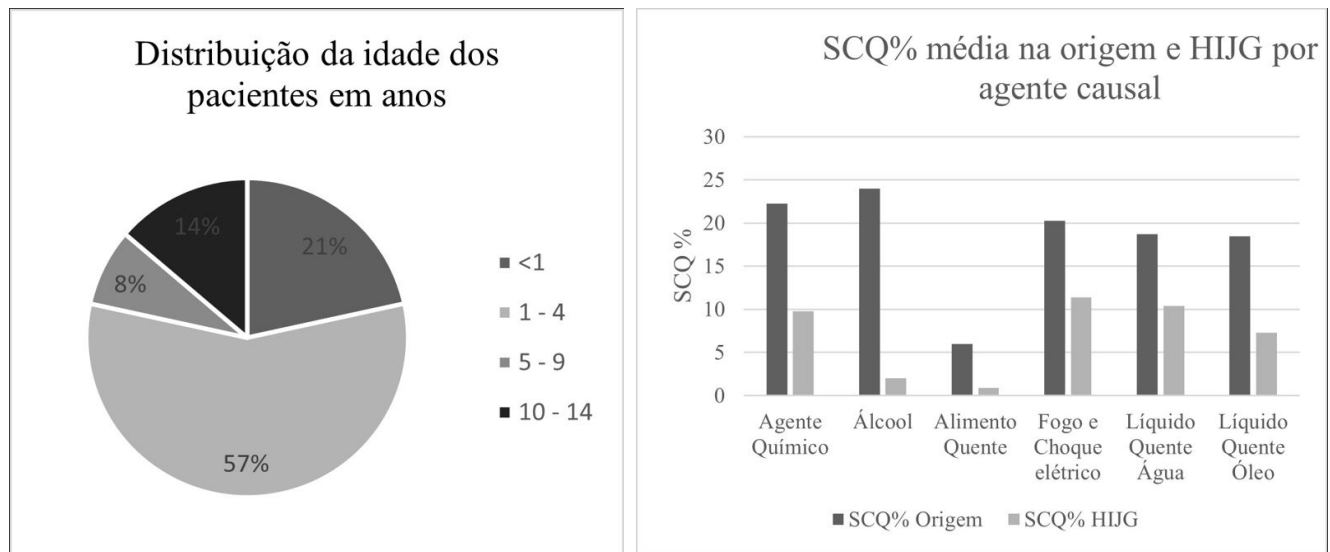 Distribuição da idade dos
pacientes em anos
14%
21%
8%
57%
<1
1 - 4
5 - 9
10 - 14
SCQ% média na origem e HIJG por
agente causal
SCQ %
30
25
20
15
10
5
0
Agente
Químico
Álcool
Alimento
Quente
Fogo e
Choque
elétrico
Líquido
Quente
Água
Líquido
Quente
Óleo
SCQ% Origem
SCQ% HIJG